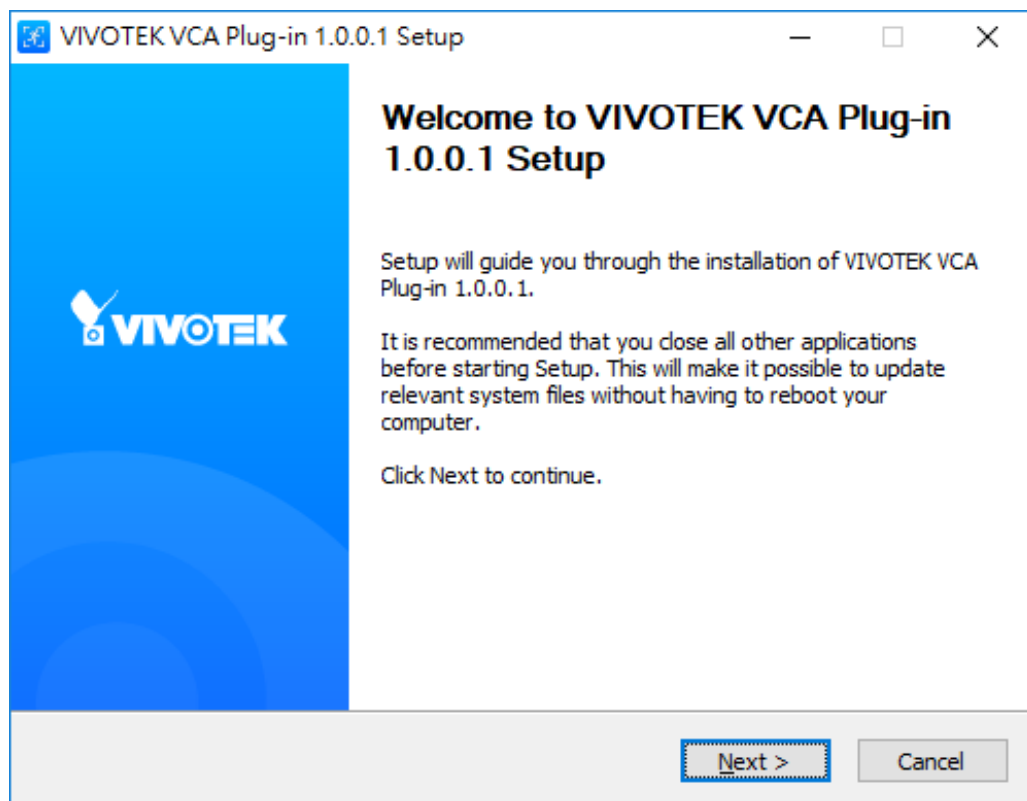 VIVOTEK VCA Plug-in 1.0.0.1 Setup
Welcome to VIVOTEK VCA Plug-in
1.0.0.1 Setup
Setup will guide you through the installation of VIVOTEK VCA
Plug-in 1.0.0.1.
VIVOTEK
It is recommended that you close all other applications
before starting Setup. This will make it possible to update
relevant system files without having to reboot your
computer.
Click Next to continue.
Next >
Cancel